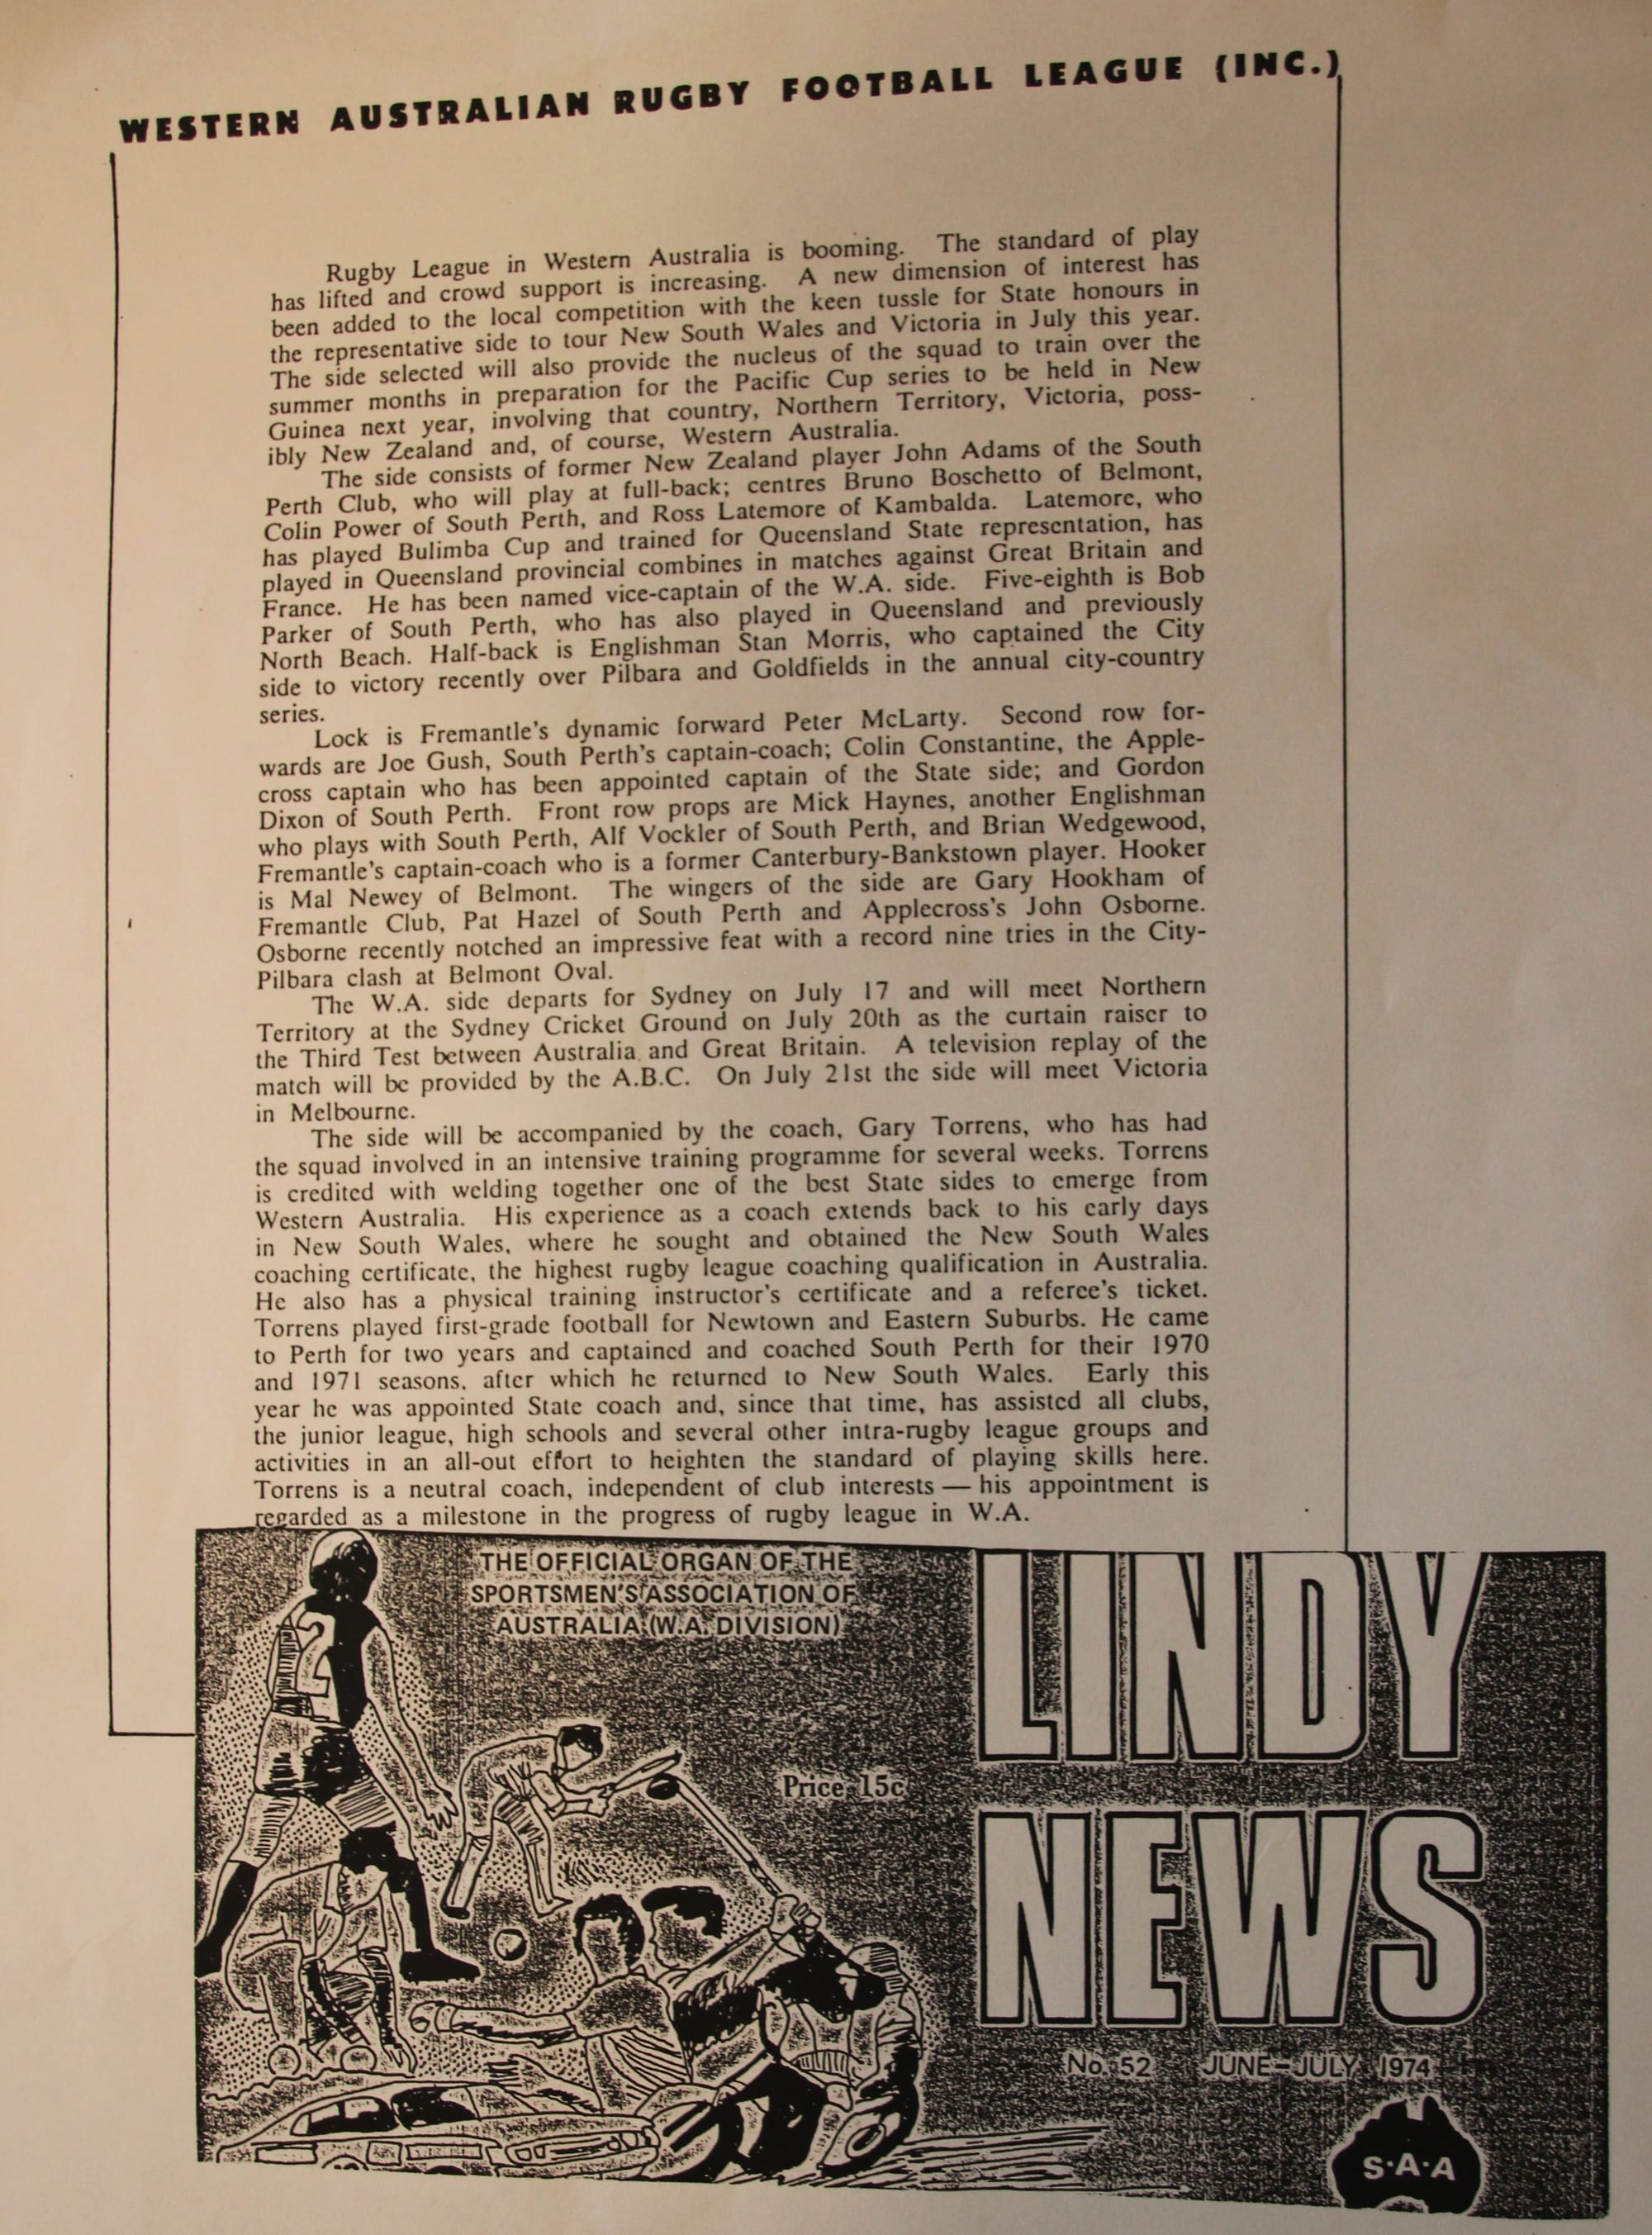 WESTERN AUSTRALIAN RUGBY FOOTBALL LEAGUE (INC.)
Rugby League in Western Australia is booming. The standard of play
has lifted and crowd support is increasing. A new dimension of interest has
been added to the local competition with the keen tussle for State honours in
the representative side to tour New South Wales and Victoria in July this year.
The side selected will also provide the nucleus of the squad to train over the
summer months in preparation for the Pacific Cup series to be held in New
Guinea next year, involving that country, Northern Territory, Victoria, poss-
ibly New Zealand and, of course, Western Australia.
The side consists of former New Zealand player John Adams of the South
Perth Club, who will play at full-back; centres Bruno Boschetto of Belmont,
Colin Power of South Perth, and Ross Latemore of Kambalda. Latemore, who
has played Bulimba Cup and trained for Queensland State representation, has
played in Queensland provincial combines in matches against Great Britain and
France. He has been named vice-captain of the W.A. side. Five-eighth is Bob
Parker of South Perth, who has also played in Queensland and previously
North Beach. Half-back is Englishman Stan Morris, who captained the City
side to victory recently over Pilbara and Goldfields in the annual city-country
series.
Lock is Fremantle's dynamic forward Peter McLarty. Second row for-
wards are Joe Gush, South Perth's captain-coach; Colin Constantine, the Apple-
cross captain who has been appointed captain of the State side; and Gordon
Dixon of South Perth. Front row props are Mick Haynes, another Englishman
who plays with South Perth, Alf Vockler of South Perth, and Brian Wedgewood,
Fremantle's captain-coach who is a former Canterbury-Bankstown player. Hooker
is Mal Newey of Belmont. The wingers of the side are Gary Hookham of
Fremantle Club, Pat Hazel of South Perth and Applecross's John Osborne.
Osborne recently notched an impressive feat with a record nine tries in the City-
Pilbara clash at Belmont Oval.
The W.A. side departs for Sydney on July 17 and will meet Northern
Territory at the Sydney Cricket Ground on July 20th as the curtain raiser to
the Third Test between Australia and Great Britain. A television replay of the
match will be provided by the A.B.C. On July 21st the side will meet Victoria
in Melbourne.
The side will be accompanied by the coach, Gary Torrens, who has had
the squad involved in an intensive training programme for several weeks. Torrens
is credited with welding together one of the best State sides to emerge from
Western Australia. His experience as a coach extends back to his early days
in New South Wales, where he sought and obtained the New South Wales
coaching certificate, the highest rugby league coaching qualification in Australia.
He also has a physical training instructor's certificate and a referee's ticket.
Torrens played first-grade football for Newtown and Eastern Suburbs. He came
to Perth for two years and captained and coached South Perth for their 1970
and 1971 seasons, after which he returned to New South Wales. Early this
year he was appointed State coach and, since that time, has assisted all clubs,
the junior league, high schools and several other intra-rugby league groups and
activities in an all-out effort to heighten the standard of playing skills here.
Torrens is a neutral coach, independent of club interests — his appointment is
regarded as a milestone in the progress of rugby league in W.A.
THE OFFICIAL ORGAN OF THE
SPORTSMEN'S ASSOCIATION OF
AUSTRALIA (W.A. DIVISION)
2
Price 15c
LINDY
NEWS
No. 52 JUNE-JULY 1974
S·A·A